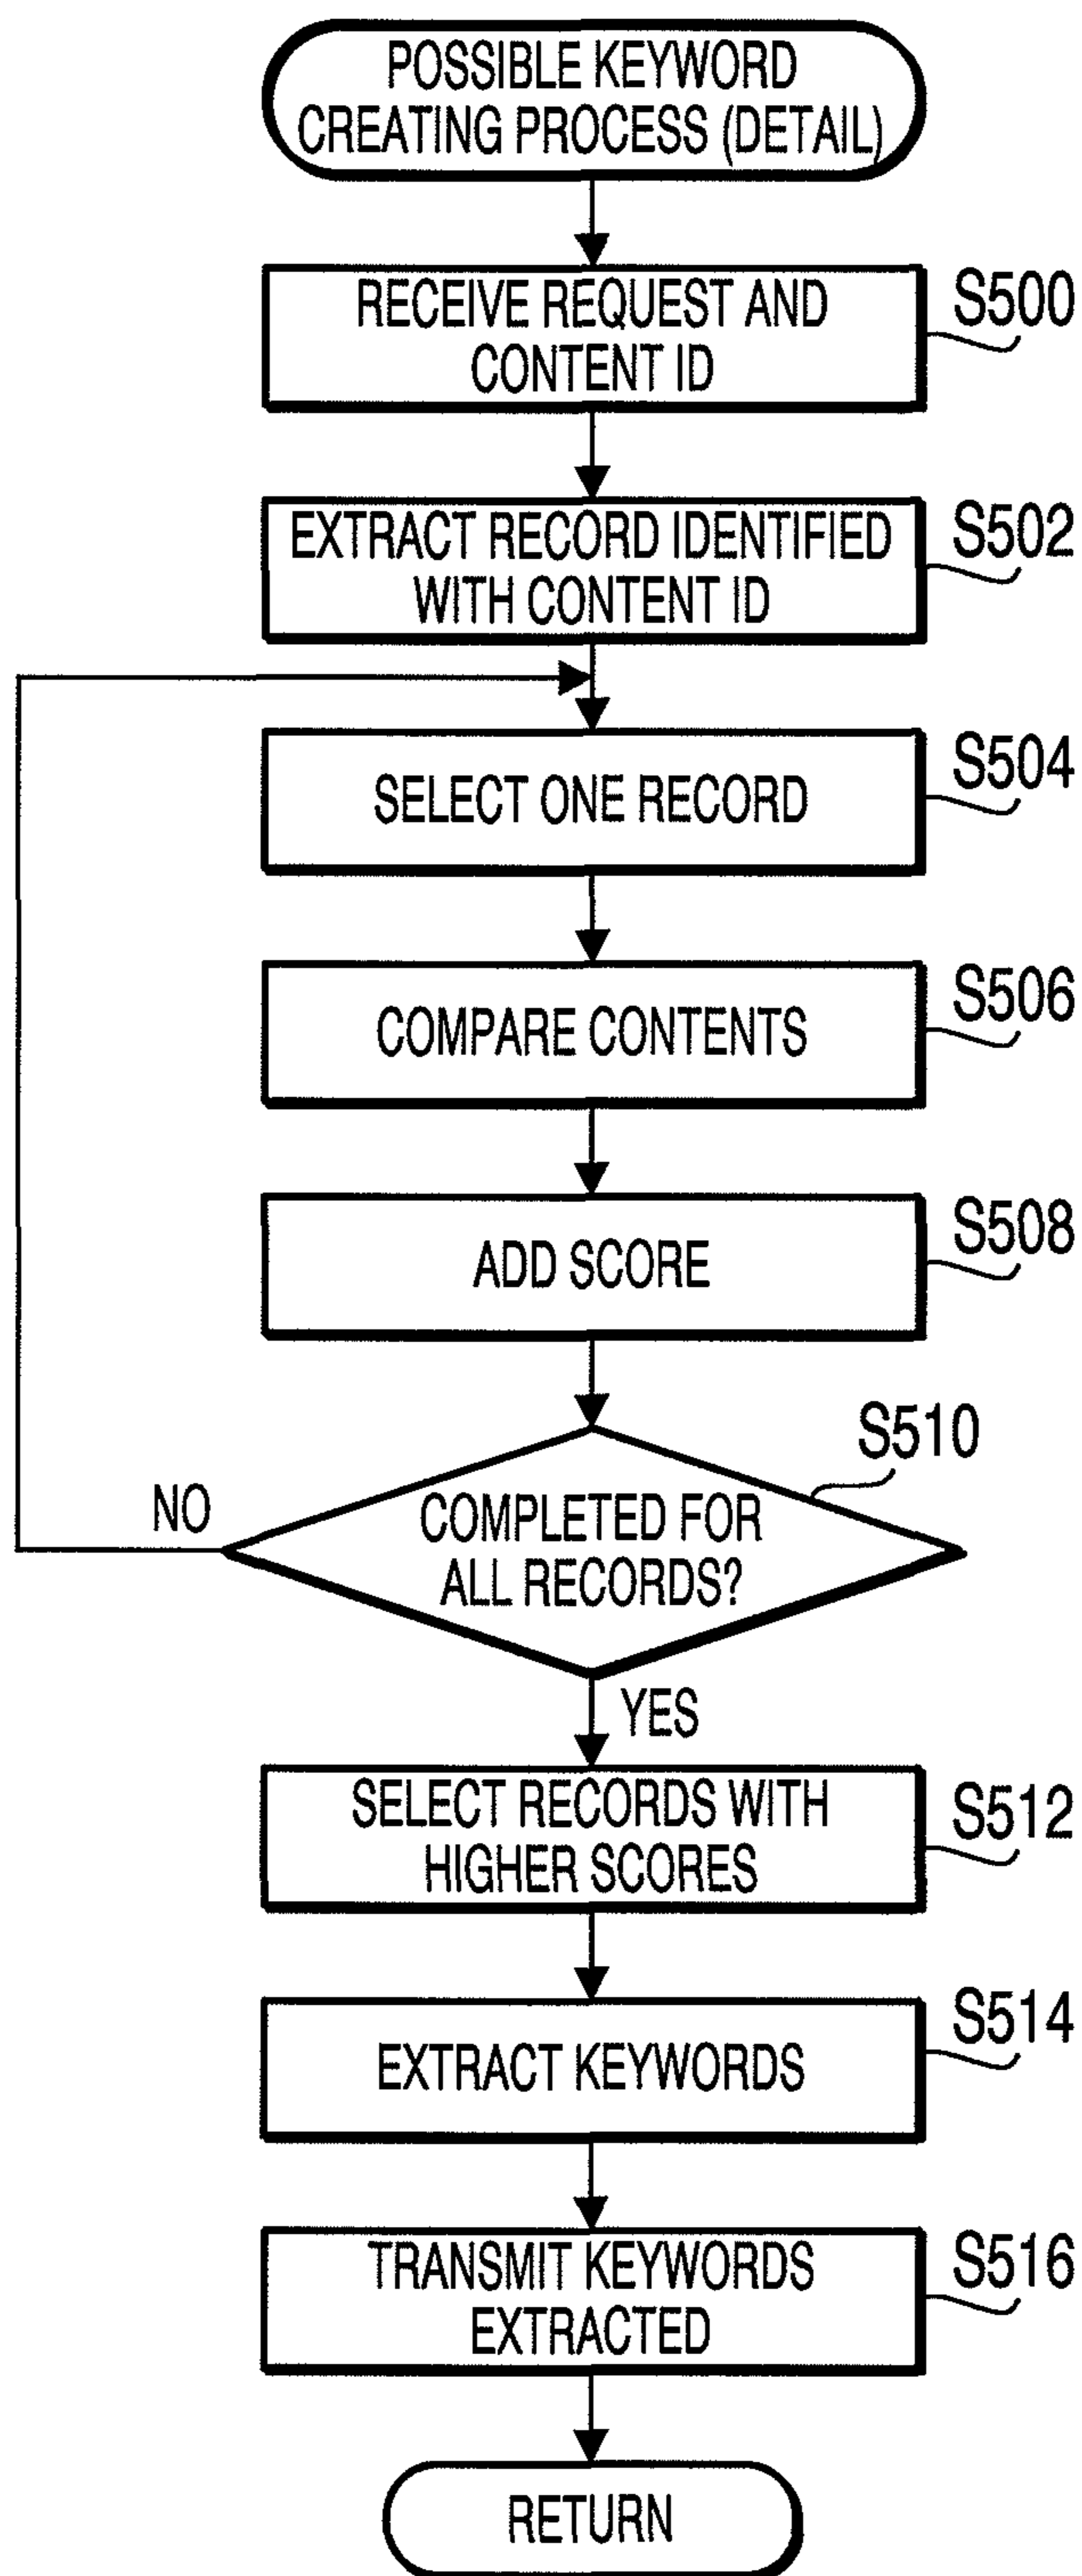 POSSIBLE KEYWORD
CREATING PROCESS (DETAIL)
RECEIVE REQUEST AND
CONTENT ID
S500
EXTRACT RECORD IDENTIFIED
WITH CONTENT ID
S502
SELECT ONE RECORD
S504
COMPARE CONTENTS
S506
ADD SCORE
S508
COMPLETED FOR
ALL RECORDS?
S510
NO
YES
SELECT RECORDS WITH
HIGHER SCORES
S512
EXTRACT KEYWORDS
S514
TRANSMIT KEYWORDS
EXTRACTED
S516
RETURN